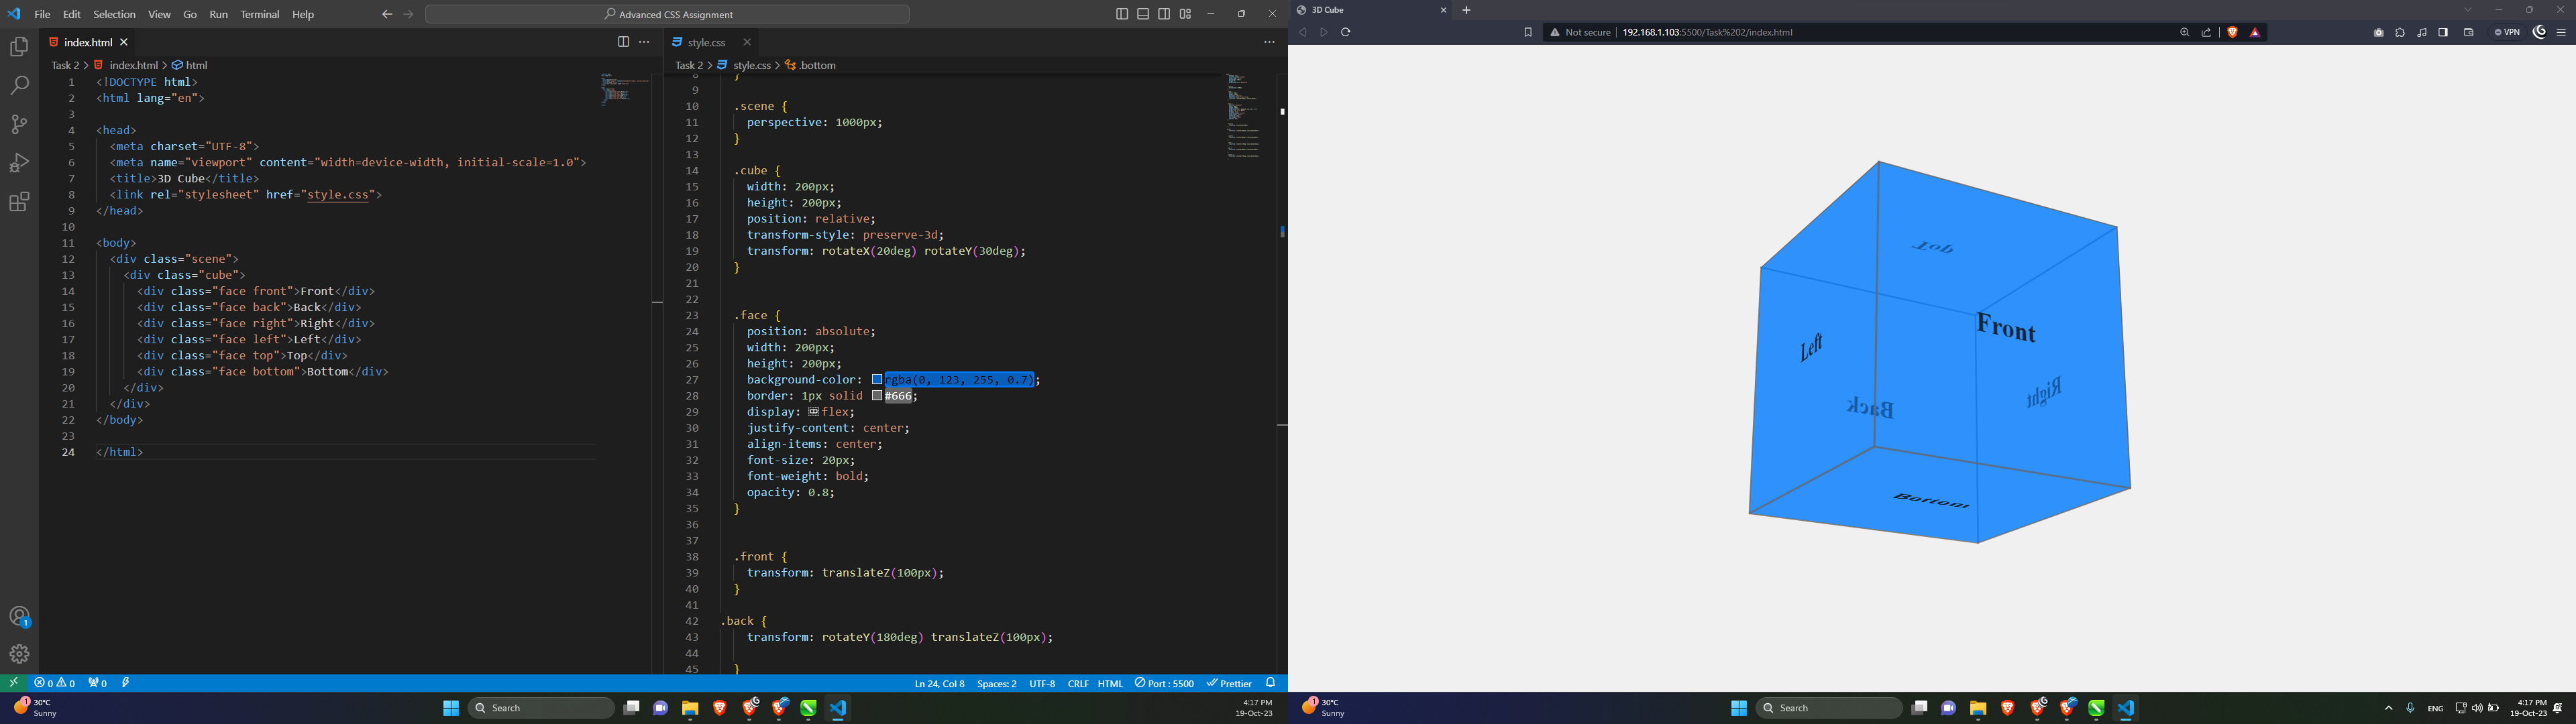 File Edit Selection View Go Run Terminal Help
Advanced CSS Assignment
index.html
Task 2 > index.html > html
1 <!DOCTYPE html>
2 <html lang="en">
3
4 <head>
5 <meta charset="UTF-8">
6 <meta name="viewport" content="width=device-width, initial-scale=1.0">
7 <title>3D Cube</title>
8 <link rel="stylesheet" href="style.css">
9 </head>
10
11 <body>
12 <div class="scene">
13 <div class="cube">
14 <div class="face front">Front</div>
15 <div class="face back">Back</div>
16 <div class="face right">Right</div>
17 <div class="face left">Left</div>
18 <div class="face top">Top</div>
19 <div class="face bottom">Bottom</div>
20 </div>
21 </div>
22 </body>
23
24 </html>
style.css
Task 2 > style.css > .bottom
8 }
9
10 .scene {
11 perspective: 1000px;
12 }
13
14 .cube {
15 width: 200px;
16 height: 200px;
17 position: relative;
18 transform-style: preserve-3d;
19 transform: rotateX(20deg) rotateY(30deg);
20 }
21
22
23 .face {
24 position: absolute;
25 width: 200px;
26 height: 200px;
27 background-color: rgba(0, 123, 255, 0.7);
28 border: 1px solid #666;
29 display: flex;
30 justify-content: center;
31 align-items: center;
32 font-size: 20px;
33 font-weight: bold;
34 opacity: 0.8;
35 }
36
37
38 .front {
39 transform: translateZ(100px);
40 }
41
42 .back {
43 transform: rotateY(180deg) translateZ(100px);
44
45 }
1
0 0 0
Ln 24, Col 8 Spaces: 2 UTF-8 CRLF HTML Port : 5500 Prettier
1
30°C
Sunny
Search
4:17 PM
19-Oct-23
3D Cube
Not secure 192.168.1.103:5500/Task%202/index.html
VPN
Top
Front
Left
Right
Back
Bottom
1
30°C
Sunny
Search
ENG
4:17 PM
19-Oct-23